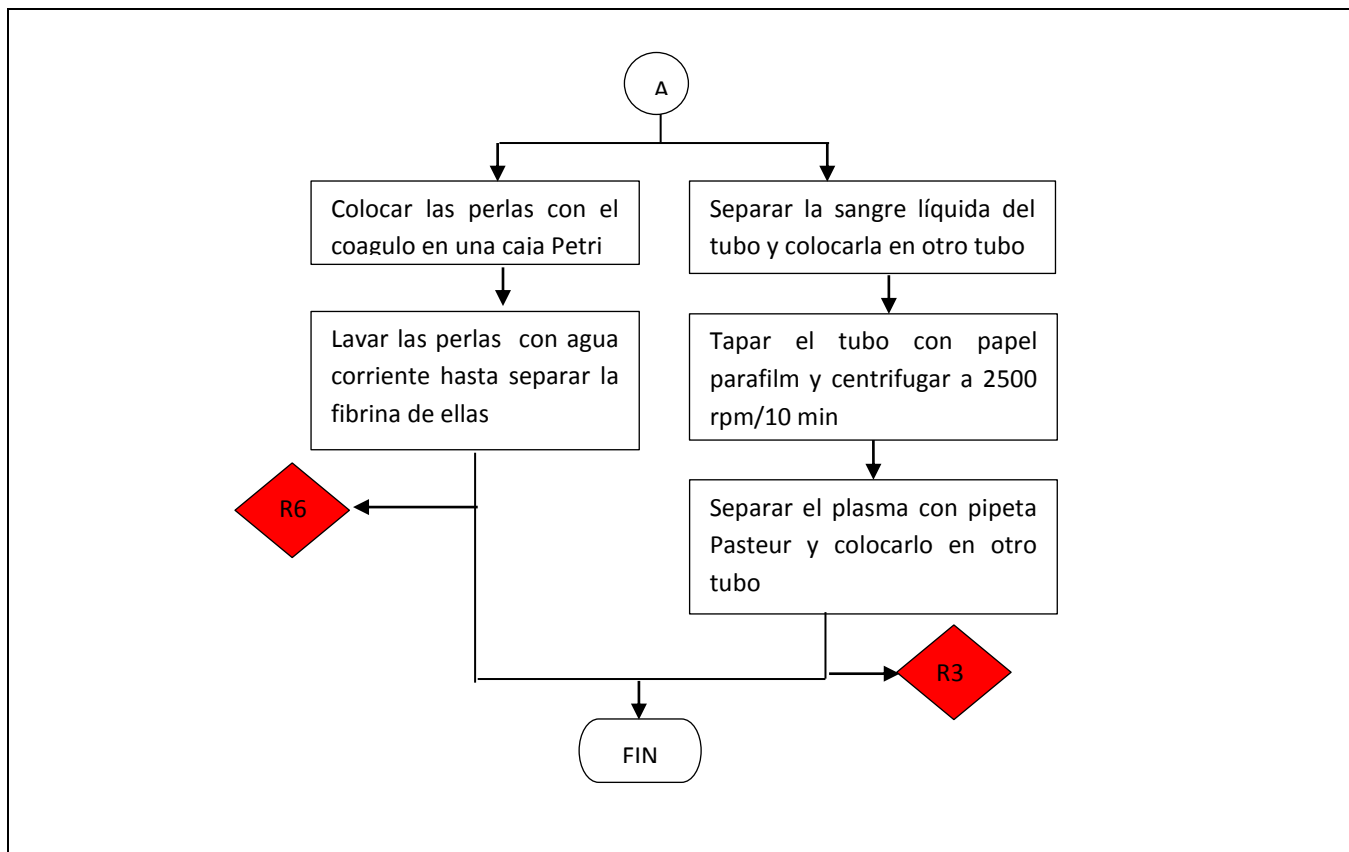 A
Colocar las perlas con el
coagulo en una caja Petri
Lavar las perlas con agua
corriente hasta separar la
fibrina de ellas
R6
Separar la sangre líquida del
tubo y colocarla en otro tubo
Tapar el tubo con papel
parafilm y centrifugar a 2500
rpm/10 min
Separar el plasma con pipeta
Pasteur y colocarlo en otro
tubo
R3
FIN